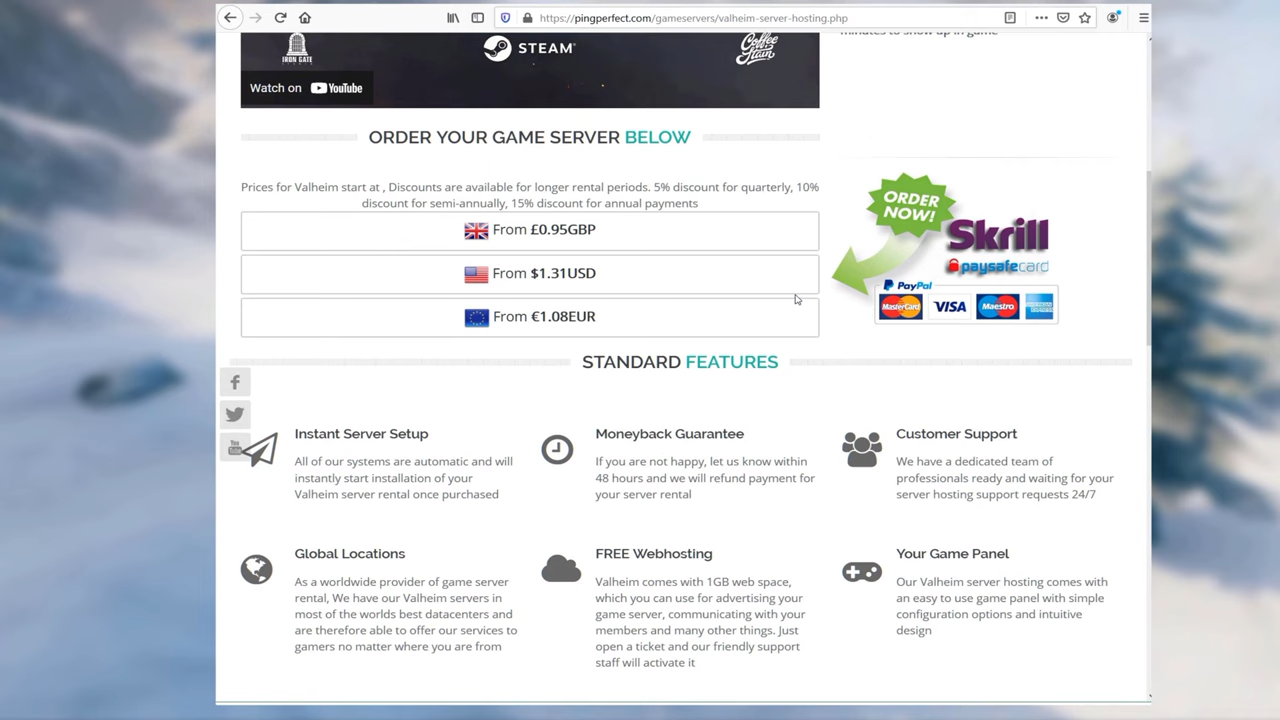 https://pingperfect.com/gameservers/valheim-server-hosting.php
minutes to show up in game
IRON GATE
STEAM
Coffee Stain
Watch on YouTube
ORDER YOUR GAME SERVER BELOW
Prices for Valheim start at , Discounts are available for longer rental periods. 5% discount for quarterly, 10%
discount for semi-annually, 15% discount for annual payments
From £0.95GBP
From $1.31USD
From €1.08EUR
ORDER
NOW!
Skrill
paysafecard
PayPal
MasterCard
VISA
Maestro
AMERICAN EXPRESS
STANDARD FEATURES
Instant Server Setup
All of our systems are automatic and will
instantly start installation of your
Valheim server rental once purchased
Moneyback Guarantee
If you are not happy, let us know within
48 hours and we will refund payment for
your server rental
Customer Support
We have a dedicated team of
professionals ready and waiting for your
server hosting support requests 24/7
You
Global Locations
As a worldwide provider of game server
rental, We have our Valheim servers in
most of the worlds best datacenters and
are therefore able to offer our services to
gamers no matter where you are from
FREE Webhosting
Valheim comes with 1GB web space,
which you can use for advertising your
game server, communicating with your
members and many other things. Just
open a ticket and our friendly support
staff will activate it
Your Game Panel
Our Valheim server hosting comes with
an easy to use game panel with simple
configuration options and intuitive
design